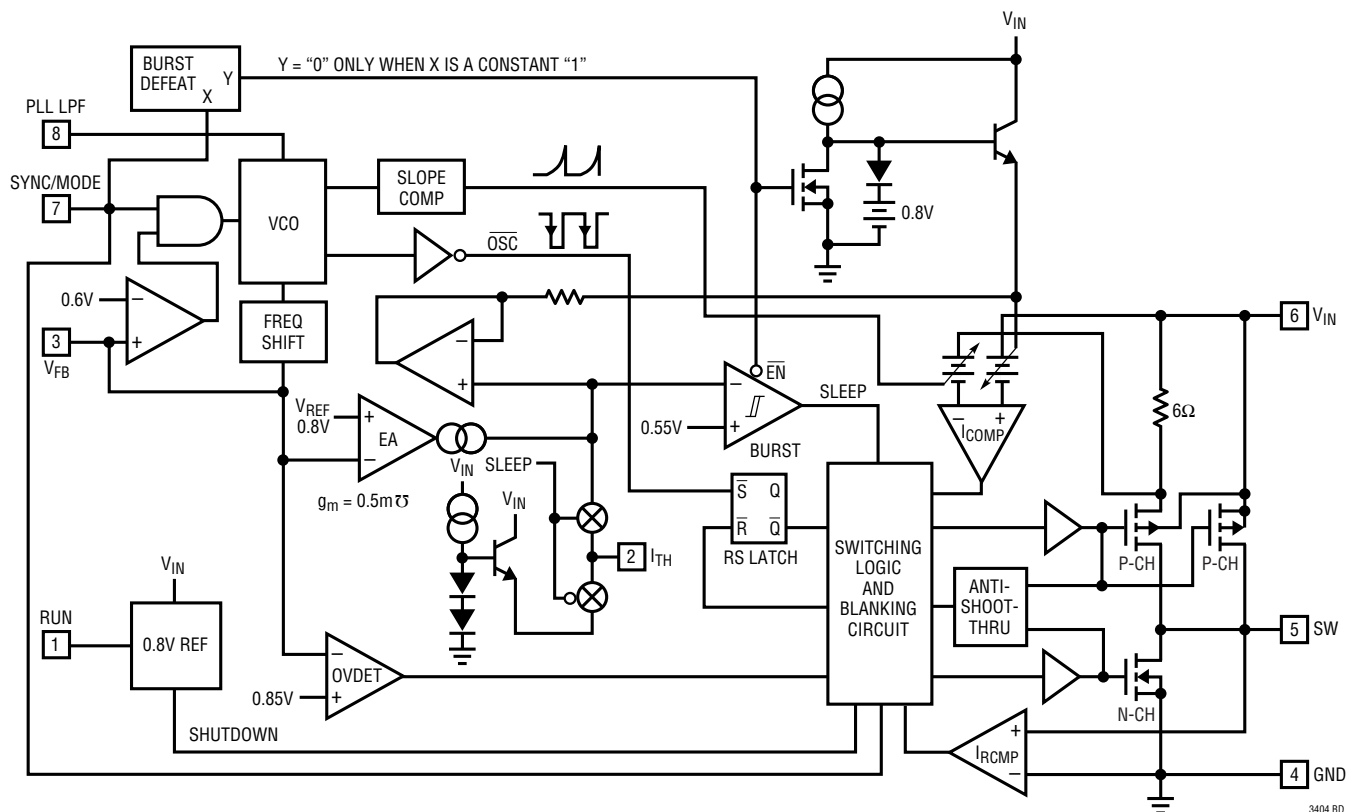 V_IN
BURST
DEFEAT
Y
X
Y = “0” ONLY WHEN X IS A CONSTANT “1”
PLL LPF
8
SYNC/MODE
7
SLOPE
COMP
VCO
OSC
0.8V
0.6V
−
+
3
V_FB
FREQ
SHIFT
−
+
6
V_IN
EN
SLEEP
−
+
0.55V
BURST
−
+
I_COMP
6Ω
V_REF
0.8V
+
−
EA
g_m = 0.5m℧
V_IN
SLEEP
V_IN
S
Q
R
Q
RS LATCH
2
I_TH
SWITCHING
LOGIC
AND
BLANKING
CIRCUIT
P-CH
P-CH
ANTI-
SHOOT-
THRU
V_IN
RUN
1
0.8V REF
5
SW
−
+
OVDET
0.85V
N-CH
SHUTDOWN
+
−
I_RCMP
4
GND
3404 BD